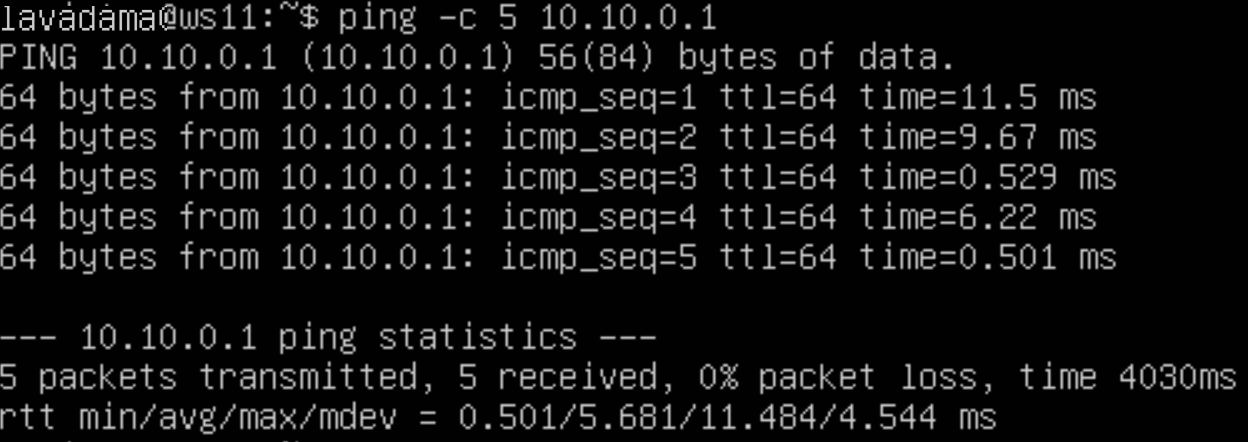 lavadama@ws11:~$ ping -c 5 10.10.0.1
PING 10.10.0.1 (10.10.0.1) 56(84) bytes of data.
64 bytes from 10.10.0.1: icmp_seq=1 ttl=64 time=11.5 ms
64 bytes from 10.10.0.1: icmp_seq=2 ttl=64 time=9.67 ms
64 bytes from 10.10.0.1: icmp_seq=3 ttl=64 time=0.529 ms
64 bytes from 10.10.0.1: icmp_seq=4 ttl=64 time=6.22 ms
64 bytes from 10.10.0.1: icmp_seq=5 ttl=64 time=0.501 ms

--- 10.10.0.1 ping statistics ---
5 packets transmitted, 5 received, 0% packet loss, time 4030ms
rtt min/avg/max/mdev = 0.501/5.681/11.484/4.544 ms